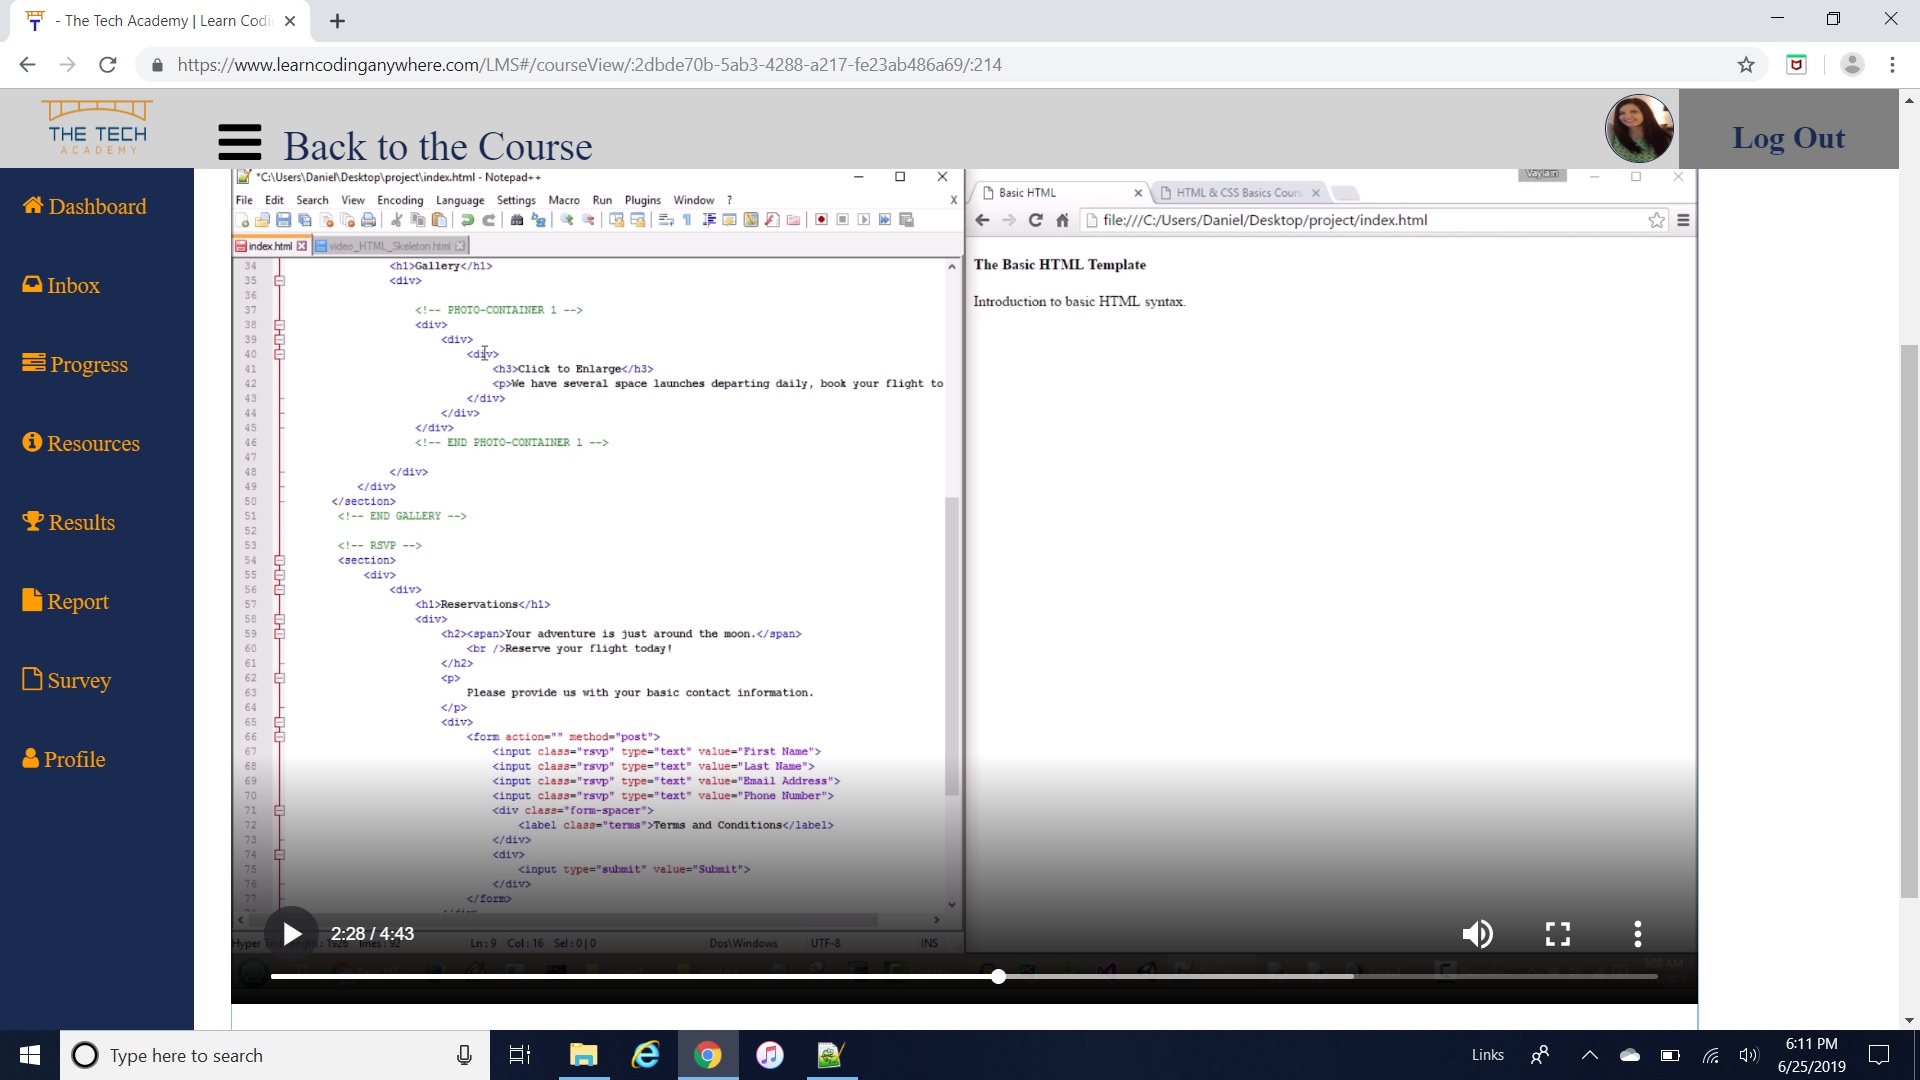 - The Tech Academy | Learn Codi
https://www.learncodinganywhere.com/LMS#/courseView/:2dbde70b-5ab3-4288-a217-fe23ab486a69/:214
THE TECH
ACADEMY
Back to the Course
Log Out
Dashboard
Inbox
Progress
Resources
Results
Report
Survey
Profile
*C:\Users\Daniel\Desktop\project\index.html - Notepad++
File Edit Search View Encoding Language Settings Macro Run Plugins Window ? X
index.html video_HTML_Skeleton.html
34 <h1>Gallery</h1>
35 <div>
36
37 <!-- PHOTO-CONTAINER 1 -->
38 <div>
39 <div>
40 <div>
41 <h3>Click to Enlarge</h3>
42 <p>We have several space launches departing daily, book your flight to
43 </div>
44 </div>
45 </div>
46 <!-- END PHOTO-CONTAINER 1 -->
47
48 </div>
49 </div>
50 </section>
51 <!-- END GALLERY -->
52
53 <!-- RSVP -->
54 <section>
55 <div>
56 <div>
57 <h1>Reservations</h1>
58 <div>
59 <h2><span>Your adventure is just around the moon.</span>
60 <br />Reserve your flight today!
61 </h2>
62 <p>
63 Please provide us with your basic contact information.
64 </p>
65 <div>
66 <form action="" method="post">
67 <input class="rsvp" type="text" value="First Name">
68 <input class="rsvp" type="text" value="Last Name">
69 <input class="rsvp" type="text" value="Email Address">
70 <input class="rsvp" type="text" value="Phone Number">
71 <div class="form-spacer">
72 <label class="terms">Terms and Conditions</label>
73 </div>
74 <div>
75 <input type="submit" value="Submit">
76 </div>
77 </form>
Ln:9 Col:16 Sel:0|0 Dos\Windows UTF-8 INS
Vaylain
Basic HTML HTML & CSS Basics Cours
file:///C:/Users/Daniel/Desktop/project/index.html
The Basic HTML Template
Introduction to basic HTML syntax.
2:28 / 4:43
3:08 AM
Type here to search
Links
6:11 PM
6/25/2019